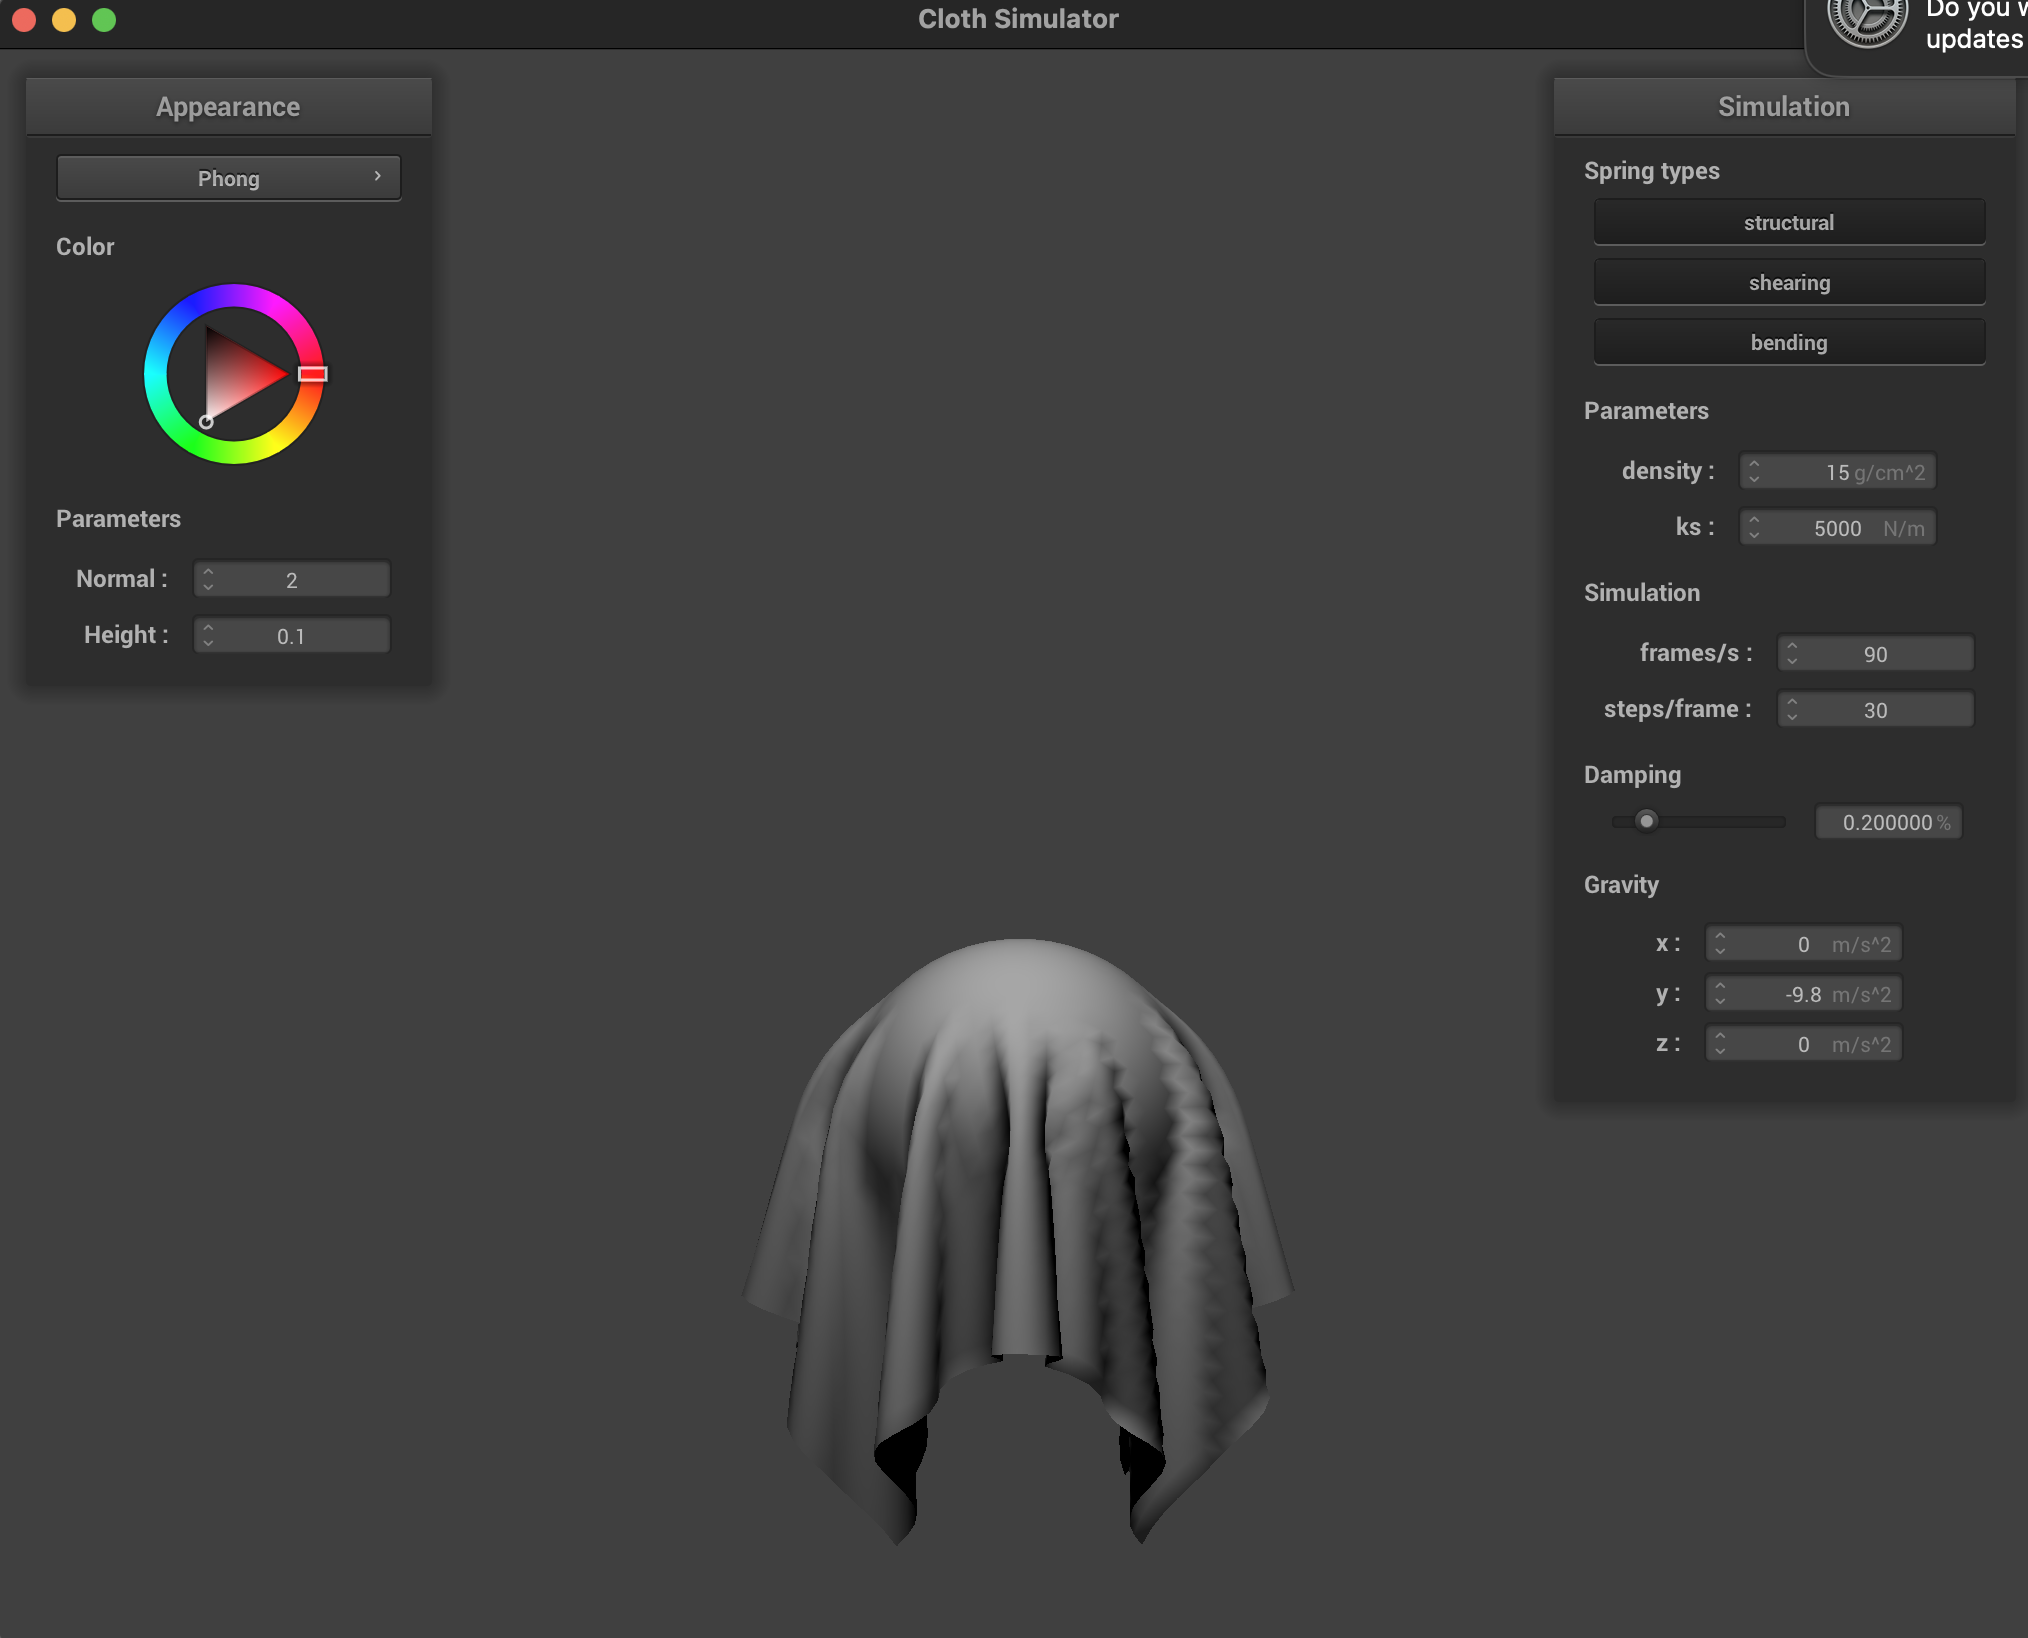 Cloth Simulator
Do you
updates
Appearance
Phong
Color
Parameters
Normal : 2
Height : 0.1
Simulation
Spring types
structural
shearing
bending
Parameters
density : 15 g/cm^2
ks : 5000 N/m
Simulation
frames/s : 90
steps/frame : 30
Damping
0.200000 %
Gravity
x : 0 m/s^2
y : -9.8 m/s^2
z : 0 m/s^2